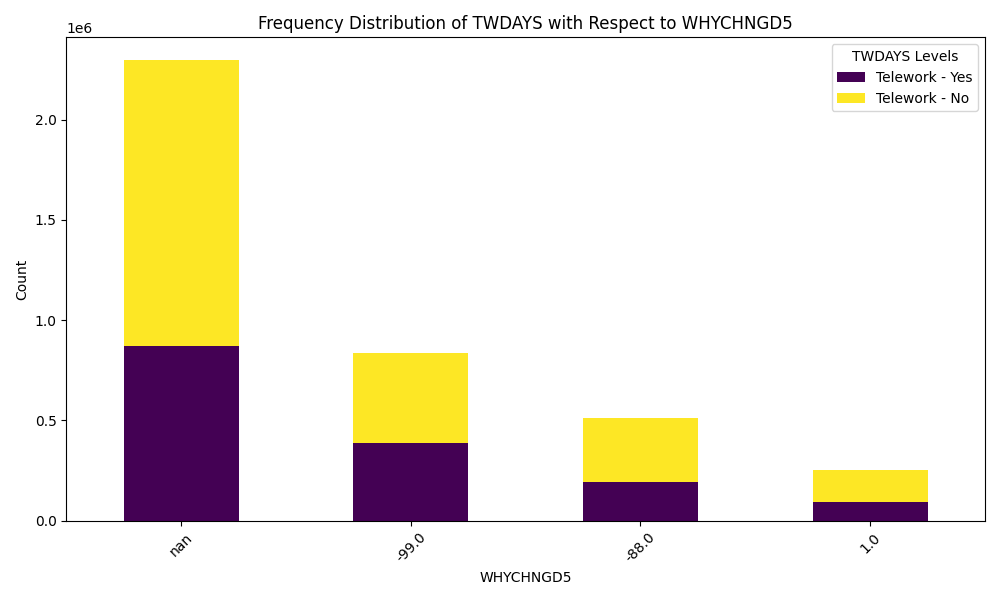 Frequency Distribution of TWDAYS with Respect to WHYCHNGD5
1e6
TWDAYS Levels
Telework - Yes
Telework - No
2.0
1.5
1.0
0.5
0.0
Count
nan
-99.0
-88.0
1.0
WHYCHNGD5